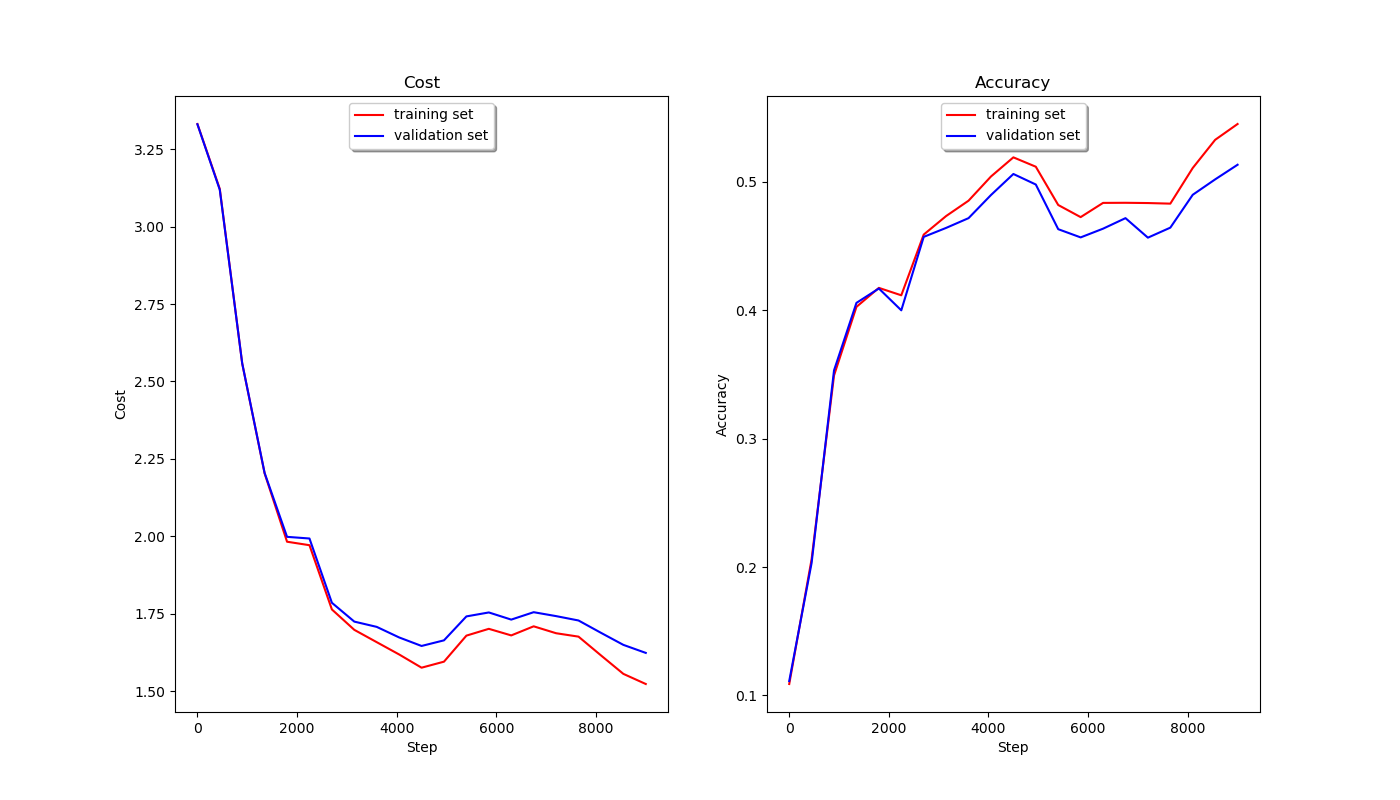 Cost
training set
validation set
3.25
3.00
2.75
2.50
2.25
2.00
1.75
1.50
Cost
0 2000 4000 6000 8000
Step
Accuracy
training set
validation set
0.5
0.4
0.3
0.2
0.1
Accuracy
0 2000 4000 6000 8000
Step